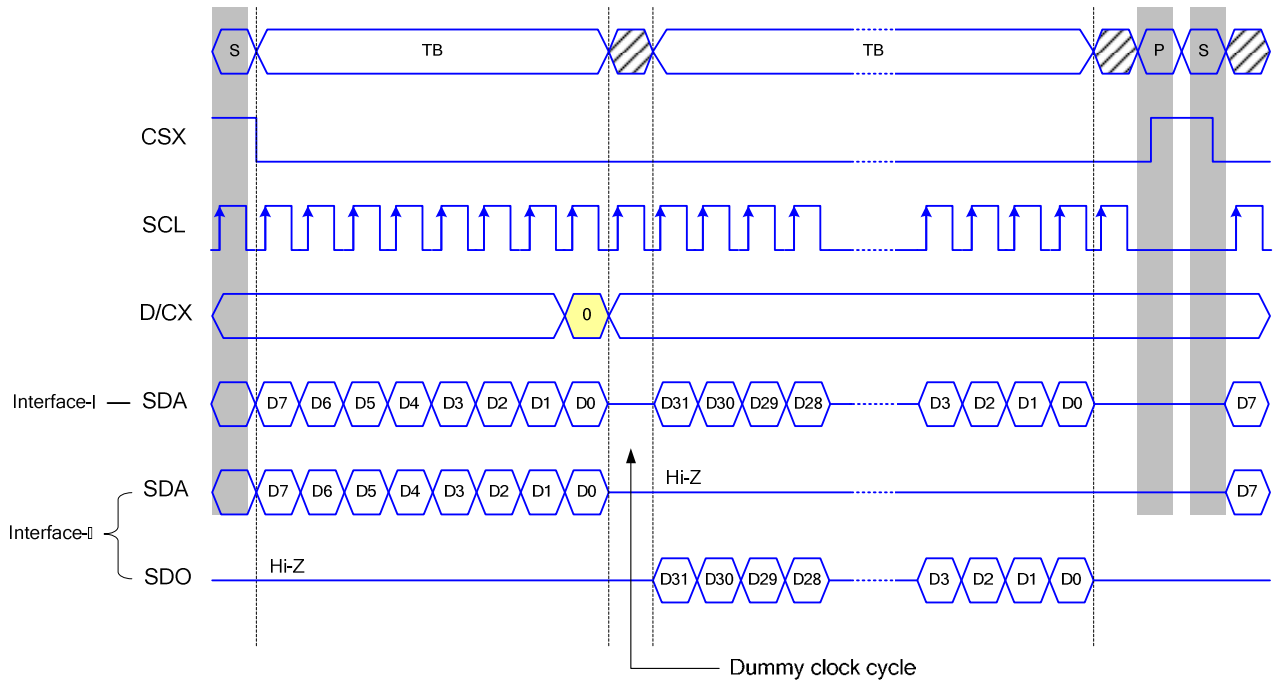 S TB TB P S
CSX
SCL
D/CX 0
Interface-I SDA D7 D6 D5 D4 D3 D2 D1 D0 D31 D30 D29 D28 D3 D2 D1 D0 D7
SDA D7 D6 D5 D4 D3 D2 D1 D0 Hi-Z D7
Interface-
SDO Hi-Z D31 D30 D29 D28 D3 D2 D1 D0
Dummy clock cycle